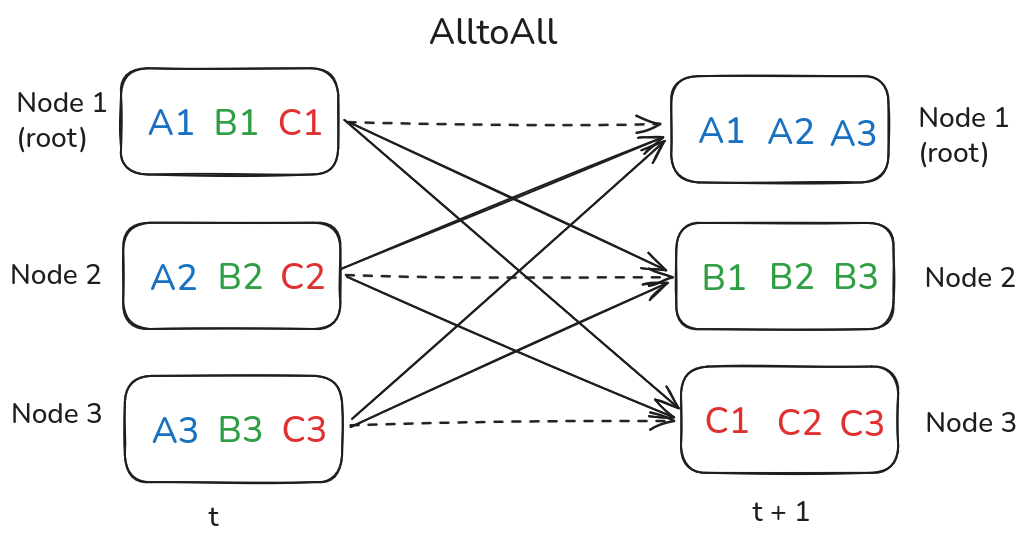 AlltoAll
Node 1
(root)
A1 B1 C1
A1 A2 A3
Node 1
(root)
Node 2
A2 B2 C2
B1 B2 B3
Node 2
Node 3
A3 B3 C3
C1 C2 C3
Node 3
t
t + 1